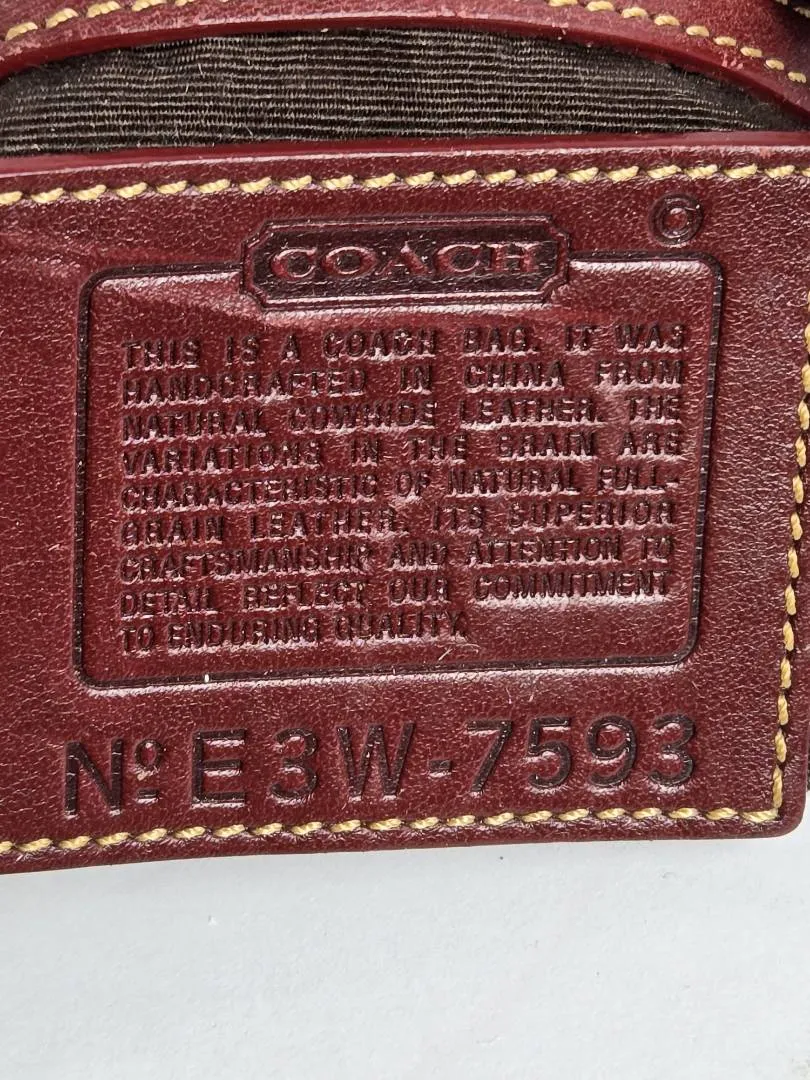 ©
COACH
THIS IS A COACH BAG. IT WAS
HANDCRAFTED IN CHINA FROM
NATURAL COWHIDE LEATHER. THE
VARIATIONS IN THE GRAIN ARE
CHARACTERISTIC OF NATURAL FULL-
GRAIN LEATHER. ITS SUPERIOR
CRAFTSMANSHIP AND ATTENTION TO
DETAIL REFLECT OUR COMMITMENT
TO ENDURING QUALITY.
Nº E3W-7593